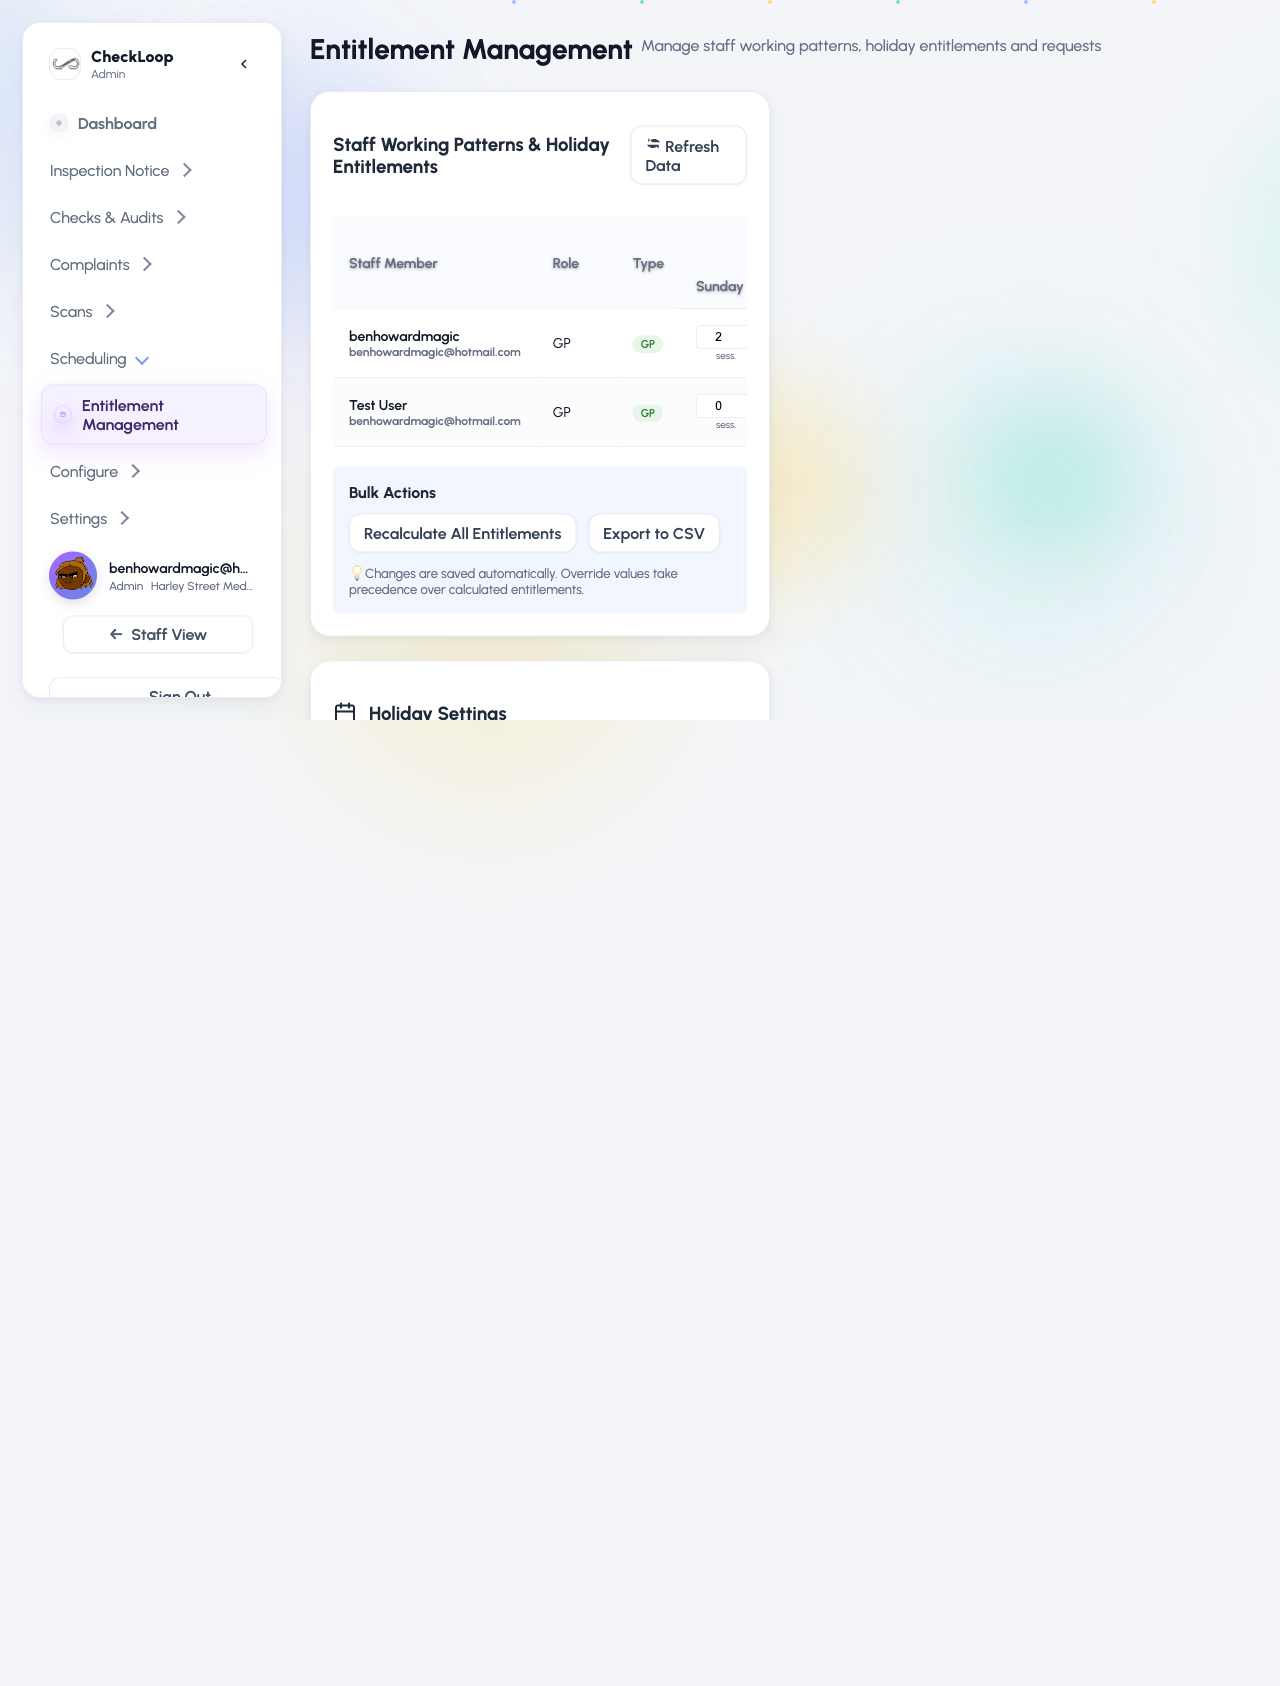 CheckLoop
Admin
Dashboard
Inspection Notice
Checks & Audits
Complaints
Scans
Scheduling
Entitlement
Management
Configure
Settings
benhowardmagic@h...
Admin Harley Street Med...
Staff View
Sign Out
Entitlement Management Manage staff working patterns, holiday entitlements and requests
Staff Working Patterns & Holiday
Entitlements
Refresh
Data
Staff Member Role Type
Sunday
benhowardmagic
benhowardmagic@hotmail.com
GP GP 2
sess.
Test User
benhowardmagic@hotmail.com
GP GP 0
sess.
Bulk Actions
Recalculate All Entitlements Export to CSV
💡Changes are saved automatically. Override values take
precedence over calculated entitlements.
Holiday Settings